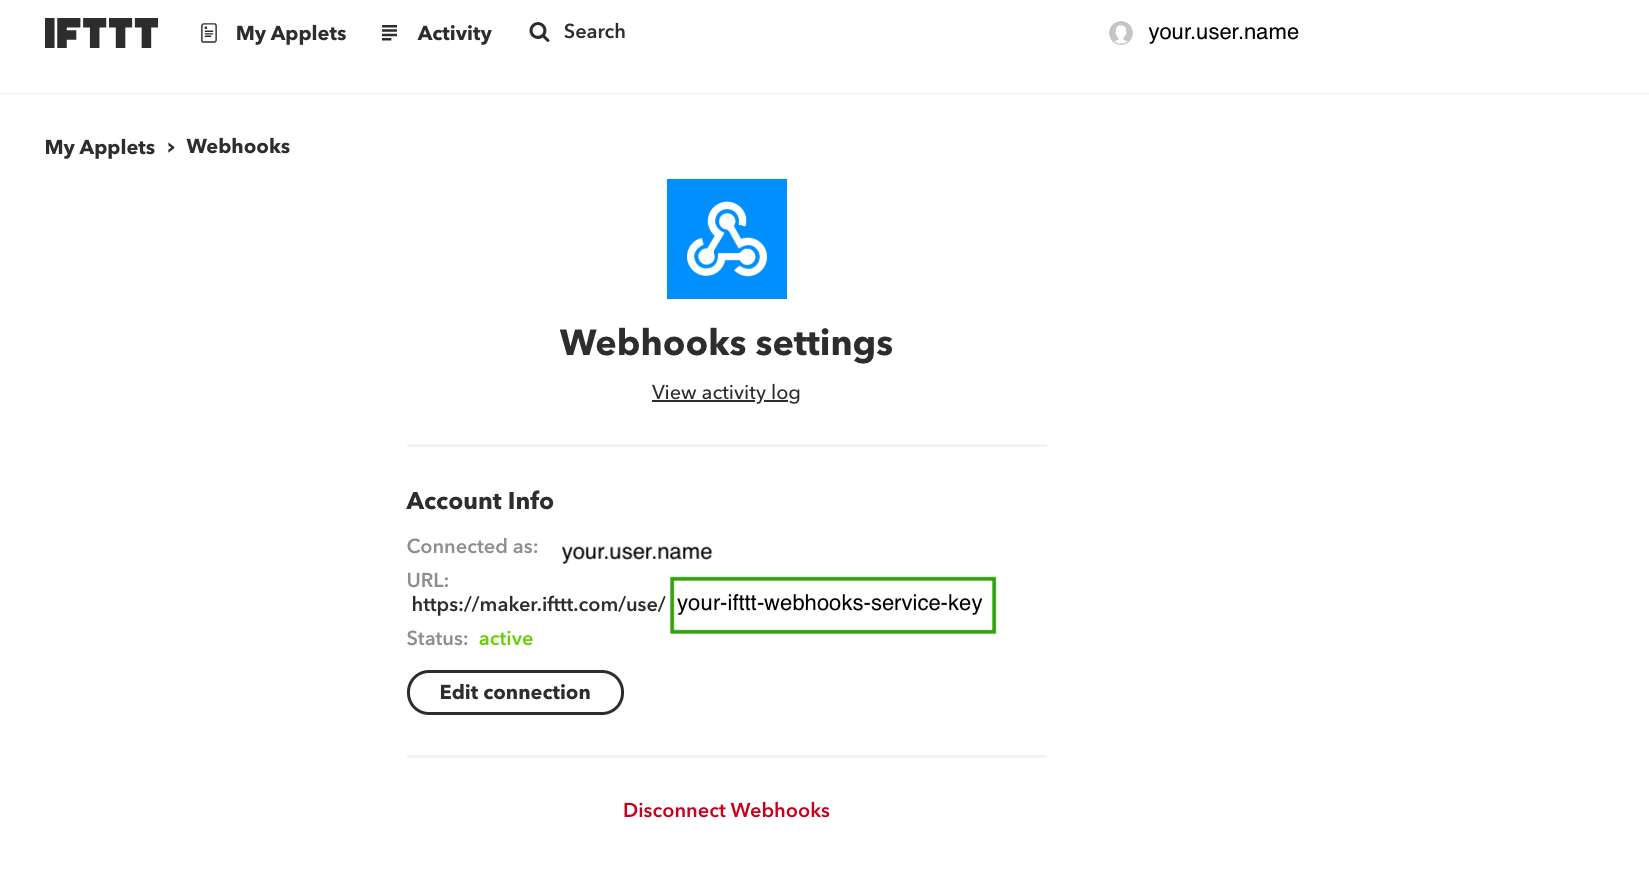 IFTTT My Applets Activity Search your.user.name
My Applets › Webhooks
Webhooks settings
View activity log
Account Info
Connected as: your.user.name
URL:
https://maker.ifttt.com/use/ your-ifttt-webhooks-service-key
Status: active
Edit connection
Disconnect Webhooks